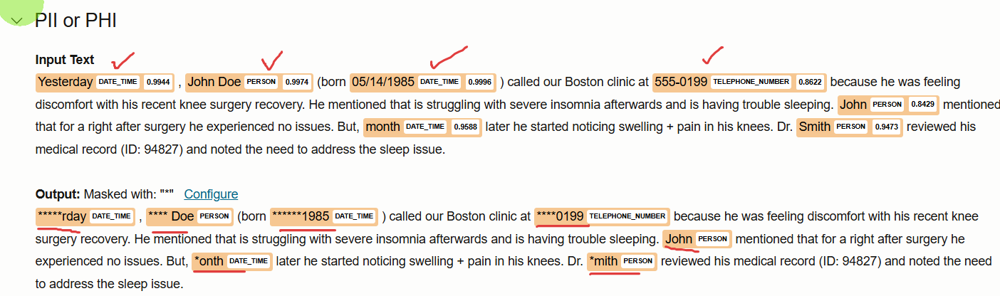 PII or PHI
Input Text
Yesterday DATE_TIME 0.9944 , John Doe PERSON 0.9974 (born 05/14/1985 DATE_TIME 0.9996 ) called our Boston clinic at 555-0199 TELEPHONE_NUMBER 0.8622 because he was feeling
discomfort with his recent knee surgery recovery. He mentioned that is struggling with severe insomnia afterwards and is having trouble sleeping. John PERSON 0.8429 mentioned
that for a right after surgery he experienced no issues. But, month DATE_TIME 0.9588 later he started noticing swelling + pain in his knees. Dr. Smith PERSON 0.9473 reviewed his
medical record (ID: 94827) and noted the need to address the sleep issue.
Output: Masked with: "*" Configure
*****rday DATE_TIME , **** Doe PERSON (born ******1985 DATE_TIME ) called our Boston clinic at ****0199 TELEPHONE_NUMBER because he was feeling discomfort with his recent knee
surgery recovery. He mentioned that is struggling with severe insomnia afterwards and is having trouble sleeping. John PERSON mentioned that for a right after surgery he
experienced no issues. But, *onth DATE_TIME later he started noticing swelling + pain in his knees. Dr. *mith PERSON reviewed his medical record (ID: 94827) and noted the need
to address the sleep issue.